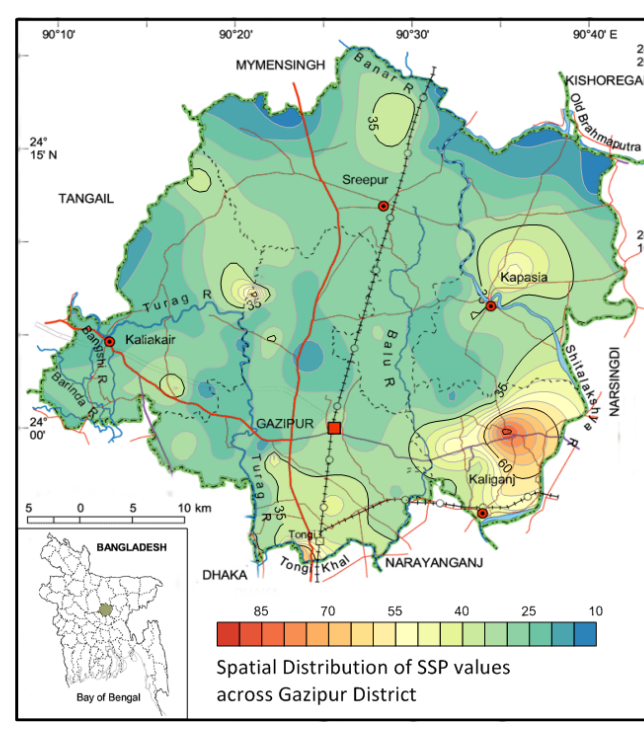 90°10'
90°20'
90°30'
90°40' E
MYMENSINGH
Banar R
KISHOREGA
Old Brahmaputra
35
24°
15' N
Sreepur
TANGAIL
Kapasia
35
Turag R
Bangshi R
Kaliakair
Barinda R
Balu R
Shitalakshya R
NARSINGDI
35
24°
00'
GAZIPUR
60
Kaliganj
Turag R
35
Tongi
5 0 5 10 km
DHAKA
Tongi Khal
NARAYANGANJ
BANGLADESH
Bay of Bengal
85 70 55 40 25 10
Spatial Distribution of SSP values
across Gazipur District